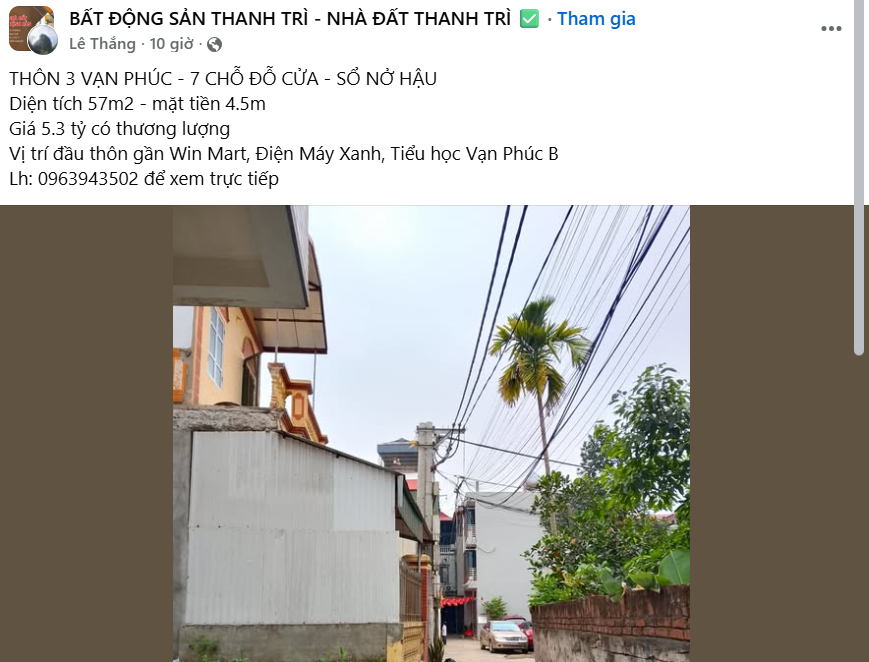 BẤT ĐỘNG SẢN THANH TRÌ - NHÀ ĐẤT THANH TRÌ ✅ · Tham gia
Lê Thắng · 10 giờ ·
THÔN 3 VẠN PHÚC - 7 CHỖ ĐỖ CỬA - SỔ NỞ HẬU
Diện tích 57m2 - mặt tiền 4.5m
Giá 5.3 tỷ có thương lượng
Vị trí đầu thôn gần Win Mart, Điện Máy Xanh, Tiểu học Vạn Phúc B
Lh: 0963943502 để xem trực tiếp